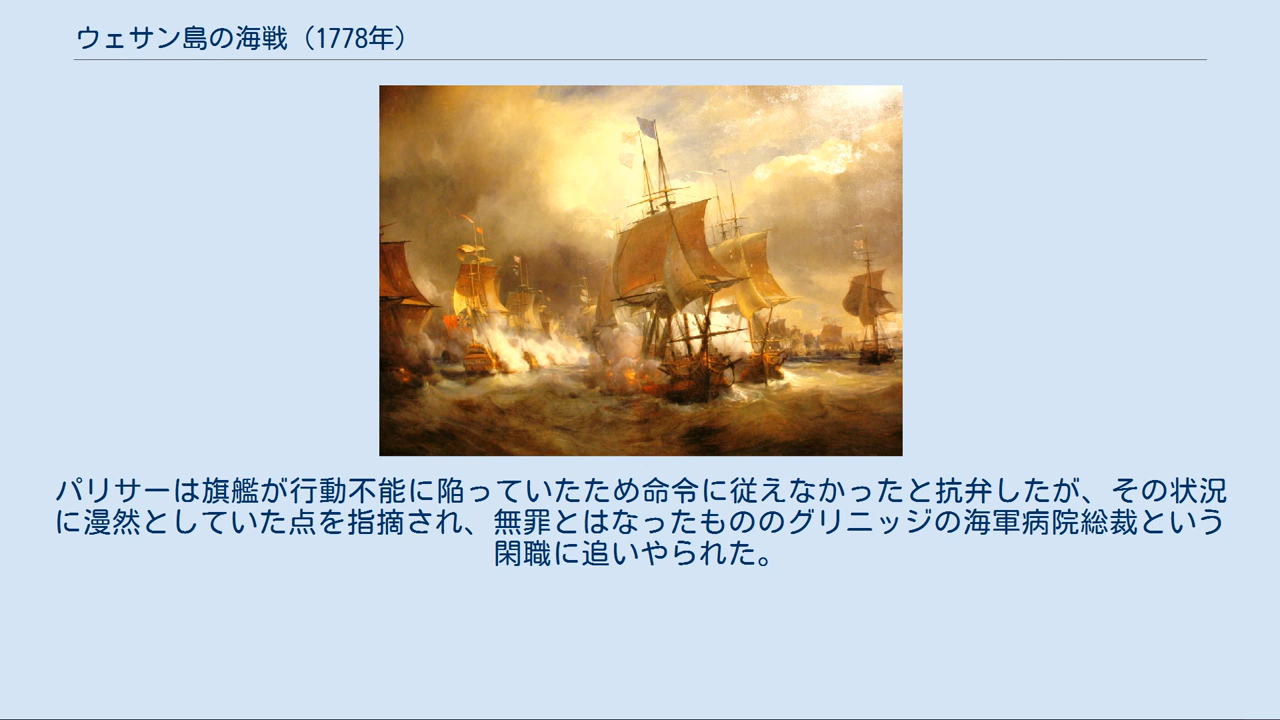 ウェサン島の海戦（1778年）
パリサーは旗艦が行動不能に陥っていたため命令に従えなかったと抗弁したが、その状況
に漫然としていた点を指摘され、無罪とはなったもののグリニッジの海軍病院総裁という
閑職に追いやられた。